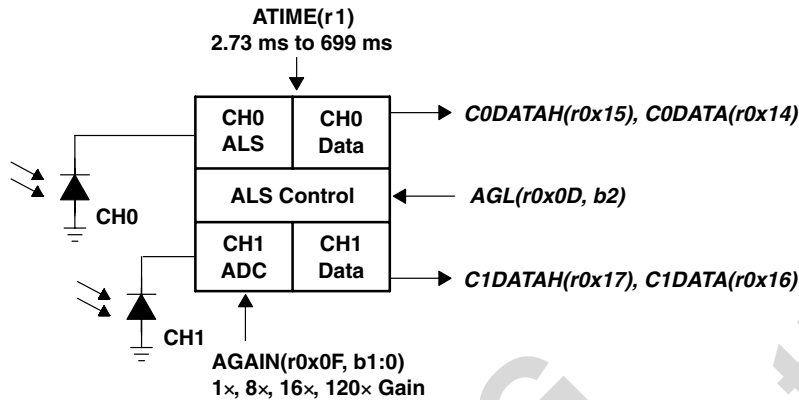 ATIME(r1)
2.73 ms to 699 ms
CH0
ALS
CH0
Data
C0DATAH(r0x15), C0DATA(r0x14)
ALS Control
AGL(r0x0D, b2)
CH0
CH1
ADC
CH1
Data
C1DATAH(r0x17), C1DATA(r0x16)
CH1
AGAIN(r0x0F, b1:0)
1×, 8×, 16×, 120× Gain